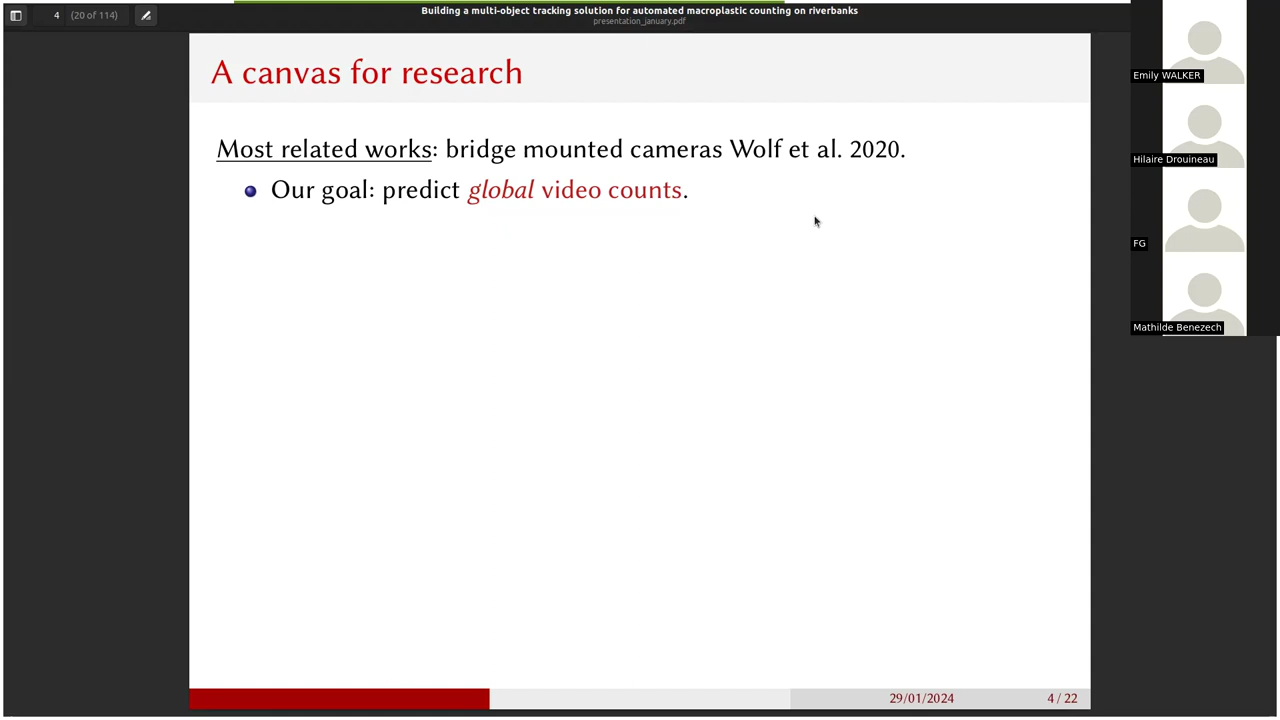 Building a multi-object tracking solution for automated macroplastic counting on riverbanks
presentation_january.pdf
4 (20 of 114)
A canvas for research
Most related works: bridge mounted cameras Wolf et al. 2020.
Our goal: predict global video counts.
29/01/2024 4 / 22
Emily WALKER
Hilaire Drouineau
FG
Mathilde Benezech